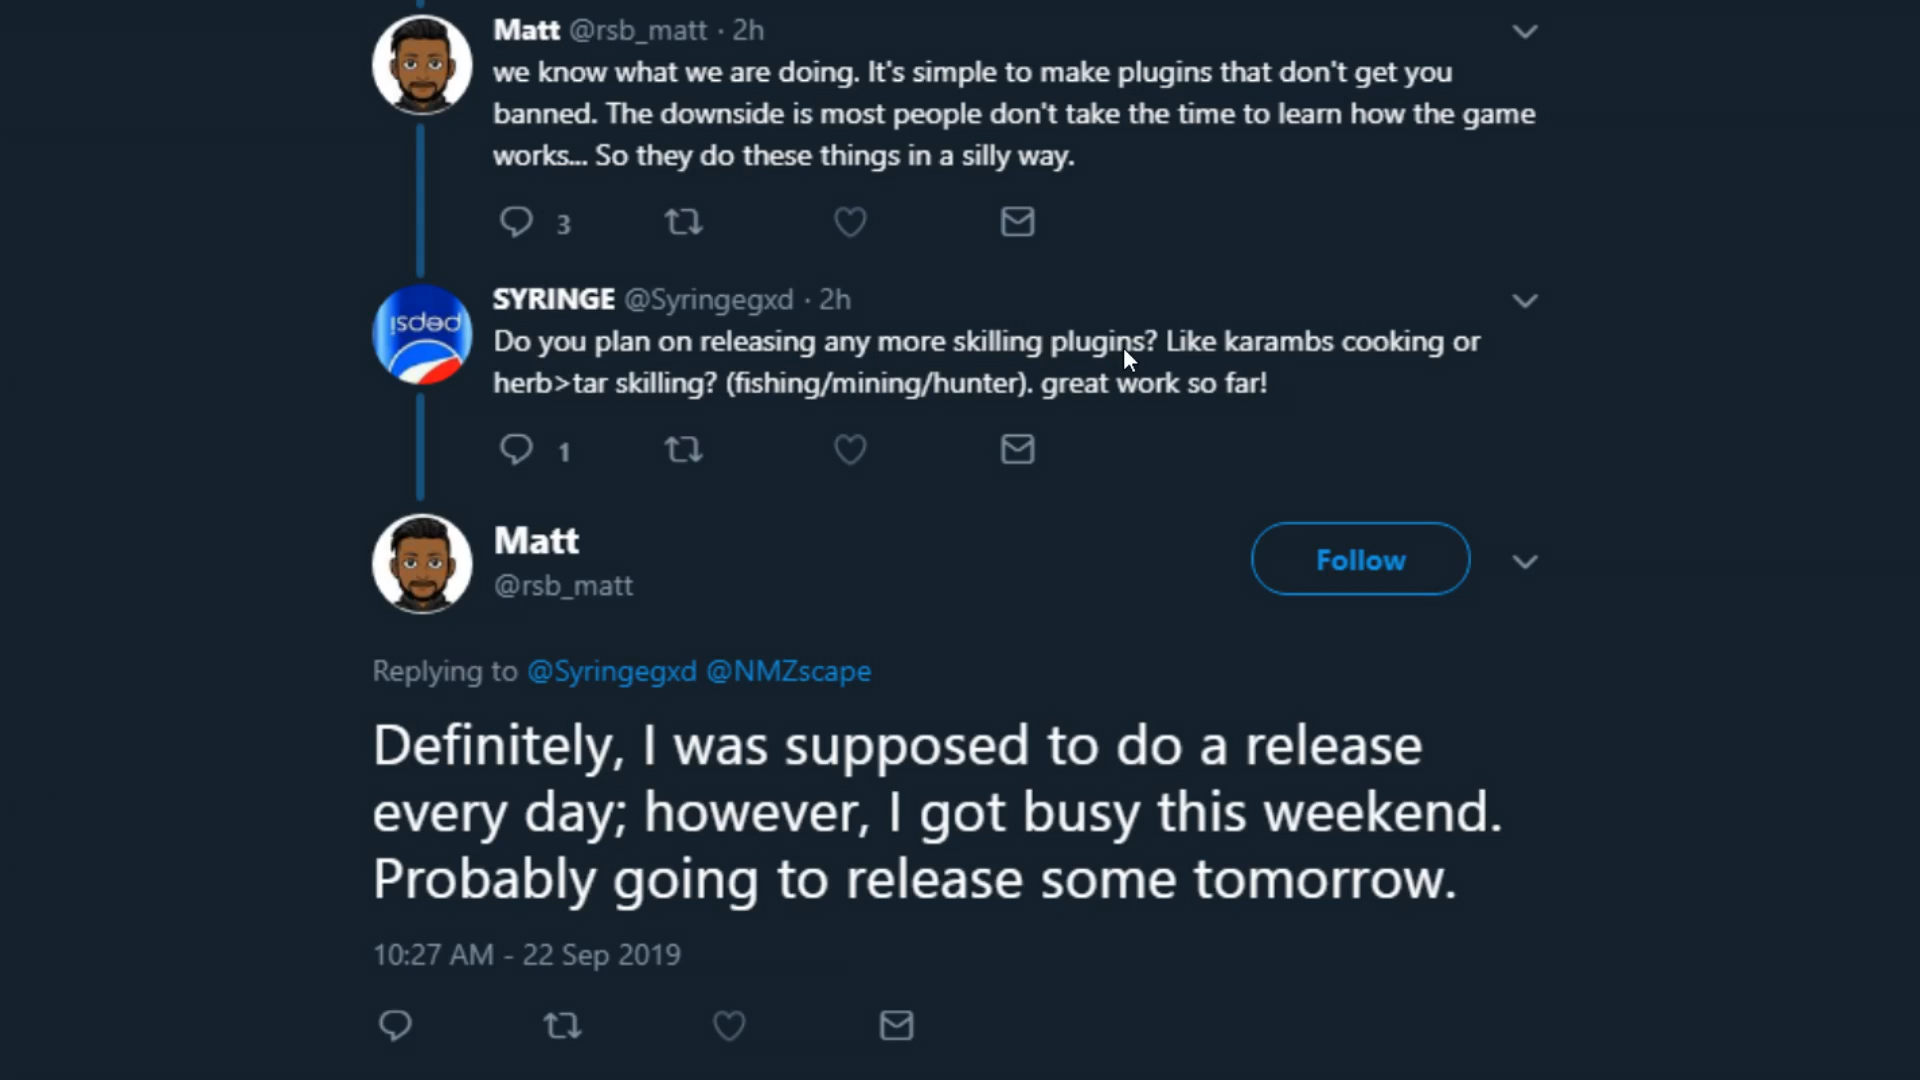 Matt @rsb_matt · 2h
we know what we are doing. It's simple to make plugins that don't get you
banned. The downside is most people don't take the time to learn how the game
works... So they do these things in a silly way.
3
SYRINGE @Syringegxd · 2h
pepsi
Do you plan on releasing any more skilling plugins? Like karambs cooking or
herb>tar skilling? (fishing/mining/hunter). great work so far!
1
Matt
Follow
@rsb_matt
Replying to @Syringegxd @NMZscape
Definitely, I was supposed to do a release
every day; however, I got busy this weekend.
Probably going to release some tomorrow.
10:27 AM - 22 Sep 2019